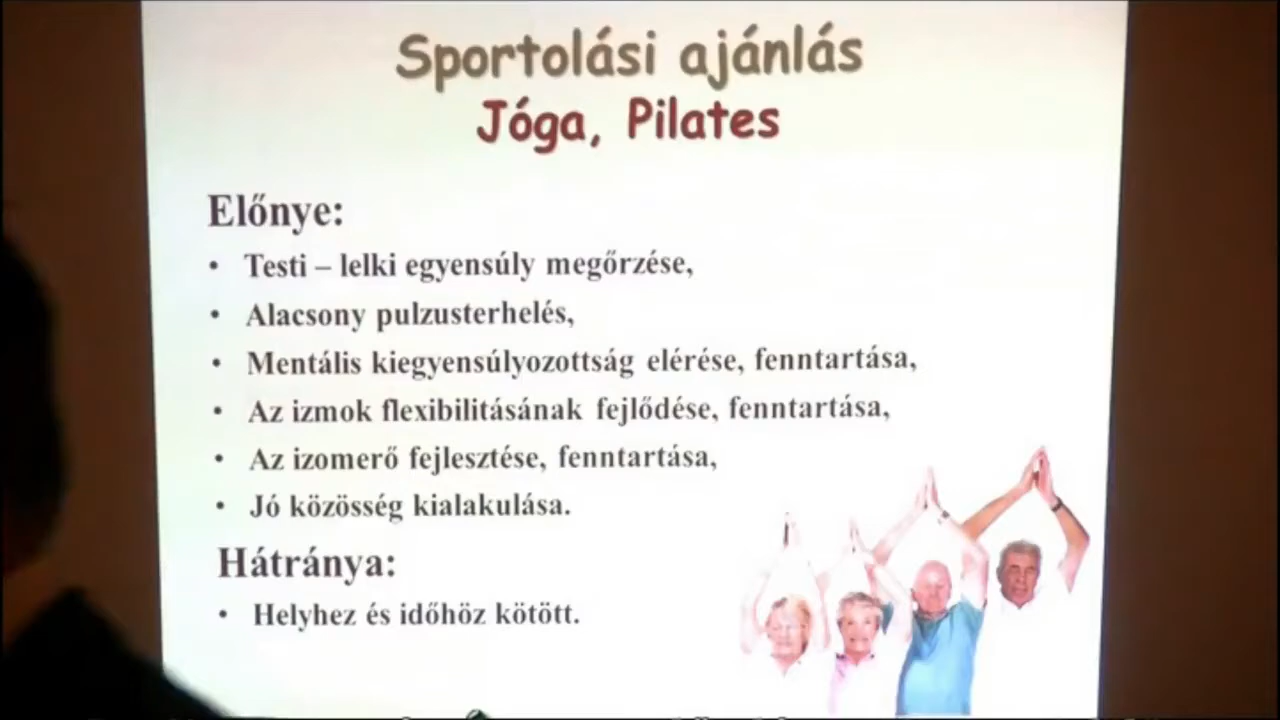 Sportolási ajánlás
Jóga, Pilates
Előnye:
• Testi – lelki egyensúly megőrzése,
• Alacsony pulzusterhelés,
• Mentális kiegyensúlyozottság elérése, fenntartása,
• Az izmok flexibilitásának fejlődése, fenntartása,
• Az izomerő fejlesztése, fenntartása,
• Jó közösség kialakulása.
Hátránya:
• Helyhez és időhöz kötött.